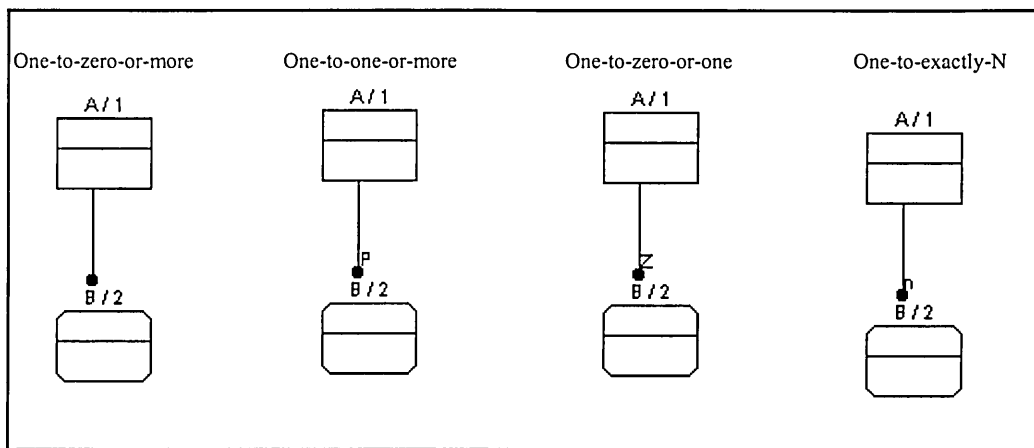 One-to-zero-or-more
One-to-one-or-more
One-to-zero-or-one
One-to-exactly-N
A / 1
A / 1
A / 1
A / 1
P
Z
n
B / 2
B / 2
B / 2
B / 2